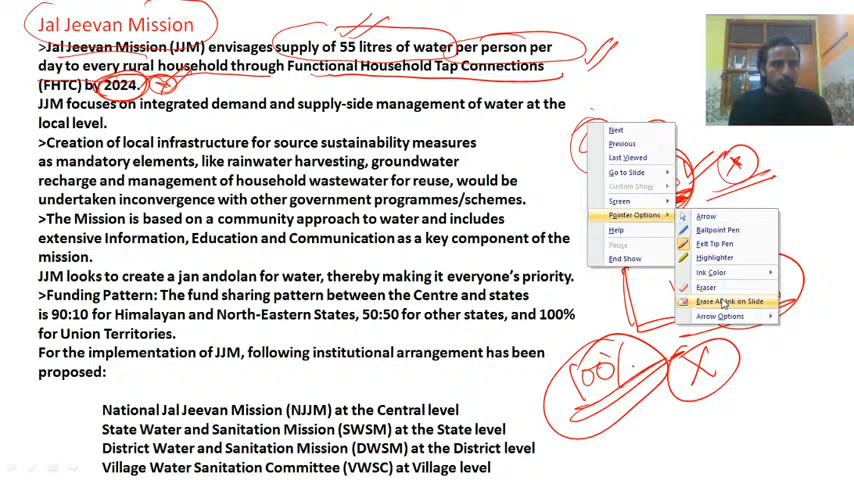 Jal Jeevan Mission
>Jal Jeevan Mission (JJM) envisages supply of 55 litres of water per person per
day to every rural household through Functional Household Tap Connections
(FHTC) by 2024.
JJM focuses on integrated demand and supply-side management of water at the
local level.
>Creation of local infrastructure for source sustainability measures
as mandatory elements, like rainwater harvesting, groundwater
recharge and management of household wastewater for reuse, would be
undertaken inconvergence with other government programmes/schemes.
>The Mission is based on a community approach to water and includes
extensive Information, Education and Communication as a key component of the
mission.
JJM looks to create a jan andolan for water, thereby making it everyone's priority.
>Funding Pattern: The fund sharing pattern between the Centre and states
is 90:10 for Himalayan and North-Eastern States, 50:50 for other states, and 100%
for Union Territories.
For the implementation of JJM, following institutional arrangement has been
proposed:
National Jal Jeevan Mission (NJJM) at the Central level
State Water and Sanitation Mission (SWSM) at the State level
District Water and Sanitation Mission (DWSM) at the District level
Village Water Sanitation Committee (VWSC) at Village level
Next
Previous
Last Viewed
Go to Slide
Custom Show
Screen
Pointer Options
Help
Pause
End Show
Arrow
Ballpoint Pen
Felt Tip Pen
Highlighter
Ink Color
Eraser
Erase All Ink on Slide
Arrow Options
100%